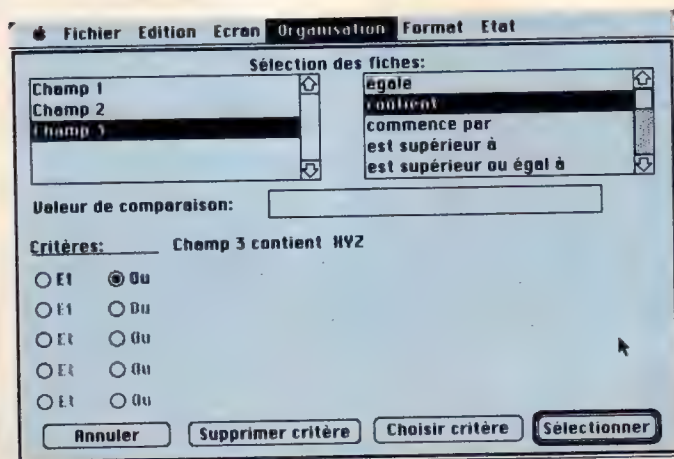 Fichier Edition Ecran Organisation Format Etat
Sélection des fiches:
Champ 1
Champ 2
Champ 3
égale
contient
commence par
est supérieur à
est supérieur ou égal à
Valeur de comparaison:
Critères: Champ 3 contient XYZ
Et Ou
Et Ou
Et Ou
Et Ou
Et Ou
Annuler Supprimer critère Choisir critère Sélectionner